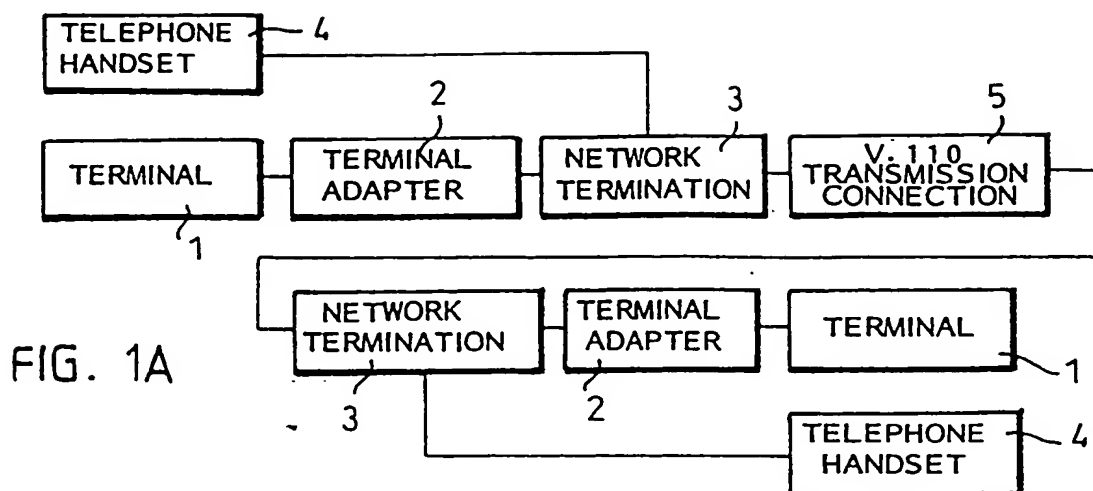 TELEPHONE
HANDSET
4
TERMINAL
1
TERMINAL
ADAPTER
2
NETWORK
TERMINATION
3
V. 110
TRANSMISSION
CONNECTION
5
NETWORK
TERMINATION
3
TERMINAL
ADAPTER
2
TERMINAL
1
TELEPHONE
HANDSET
4
FIG. 1A